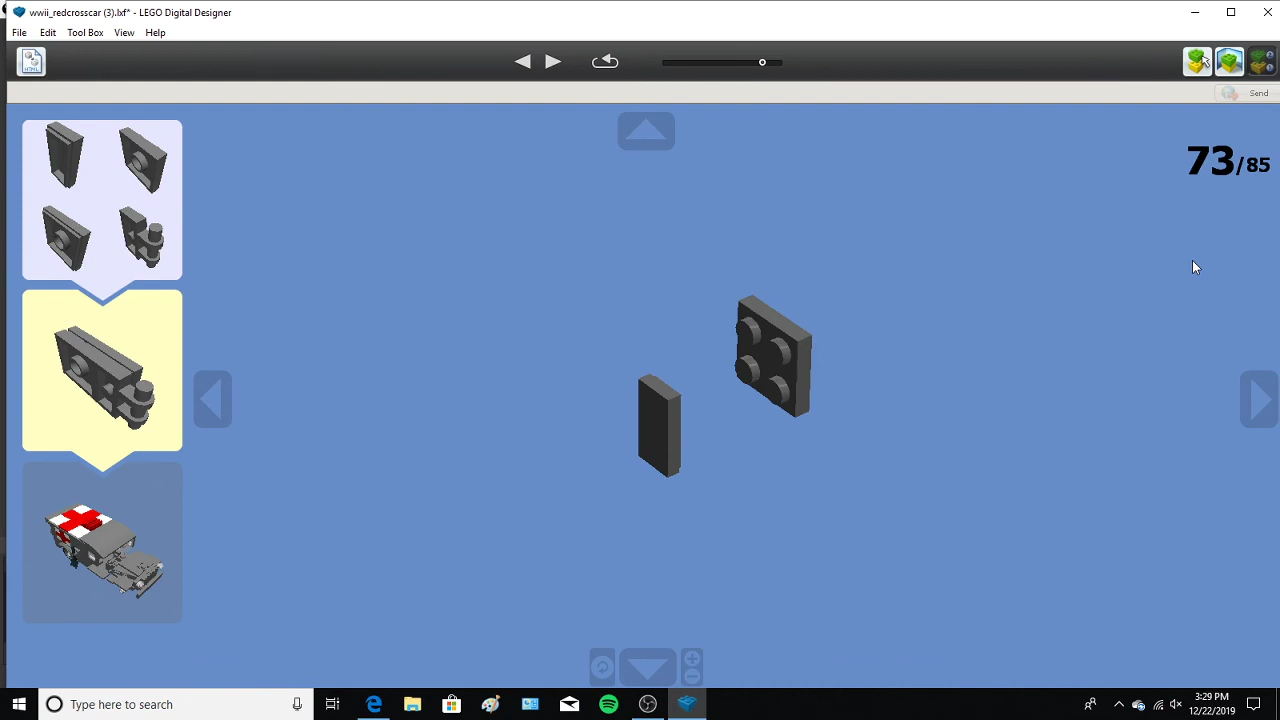 wwii_redcrosscar (3).lxf* - LEGO Digital Designer
File Edit Tool Box View Help
HTML
Send
73/85
Type here to search
3:29 PM
12/22/2019